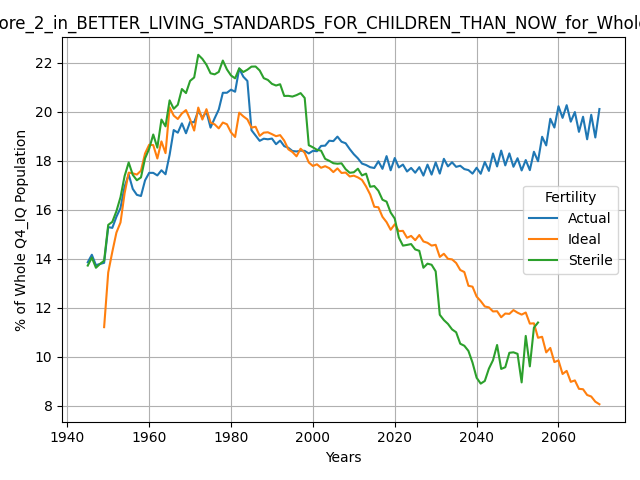 ore_2_in_BETTER_LIVING_STANDARDS_FOR_CHILDREN_THAN_NOW_for_Whole
% of Whole Q4_IQ Population
22
20
18
16
14
12
10
8
Fertility
Actual
Ideal
Sterile
1940 1960 1980 2000 2020 2040 2060
Years